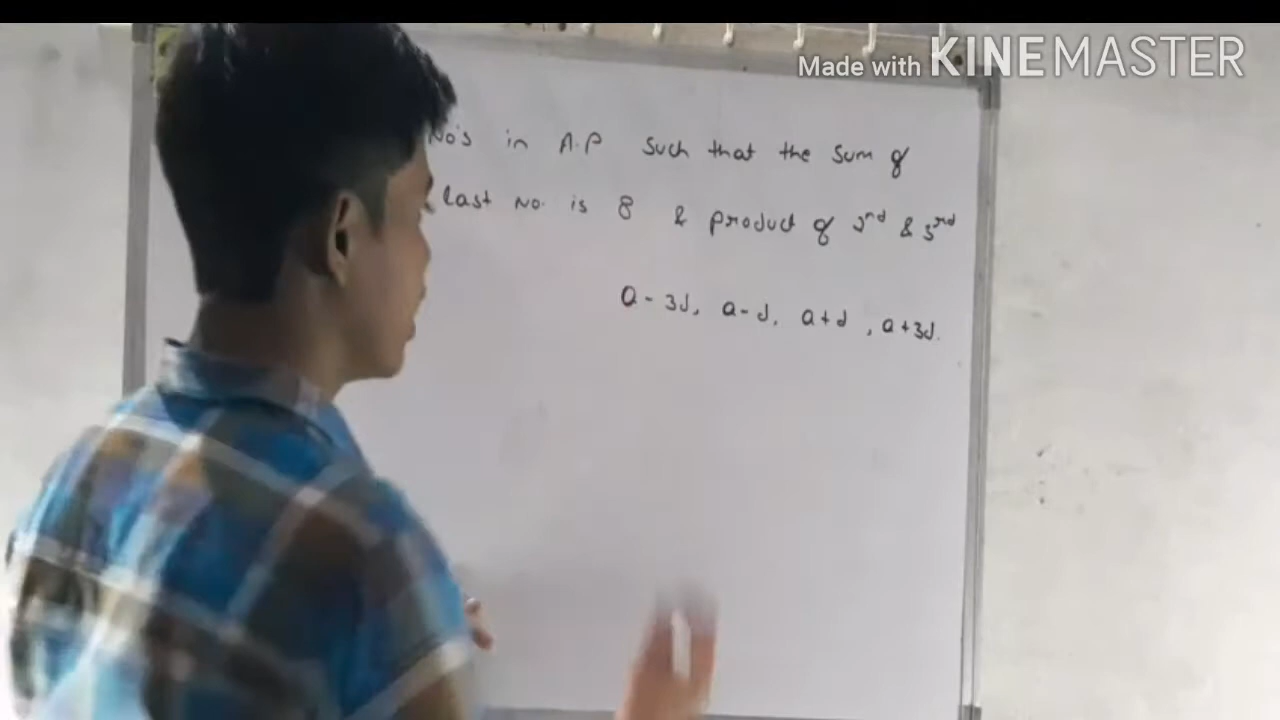 Made with KINEMASTER
No's in A.P such that the sum of
last No. is 8 & product of 2nd & 3rd
a - 3d, a - d, a + d, a + 3d.